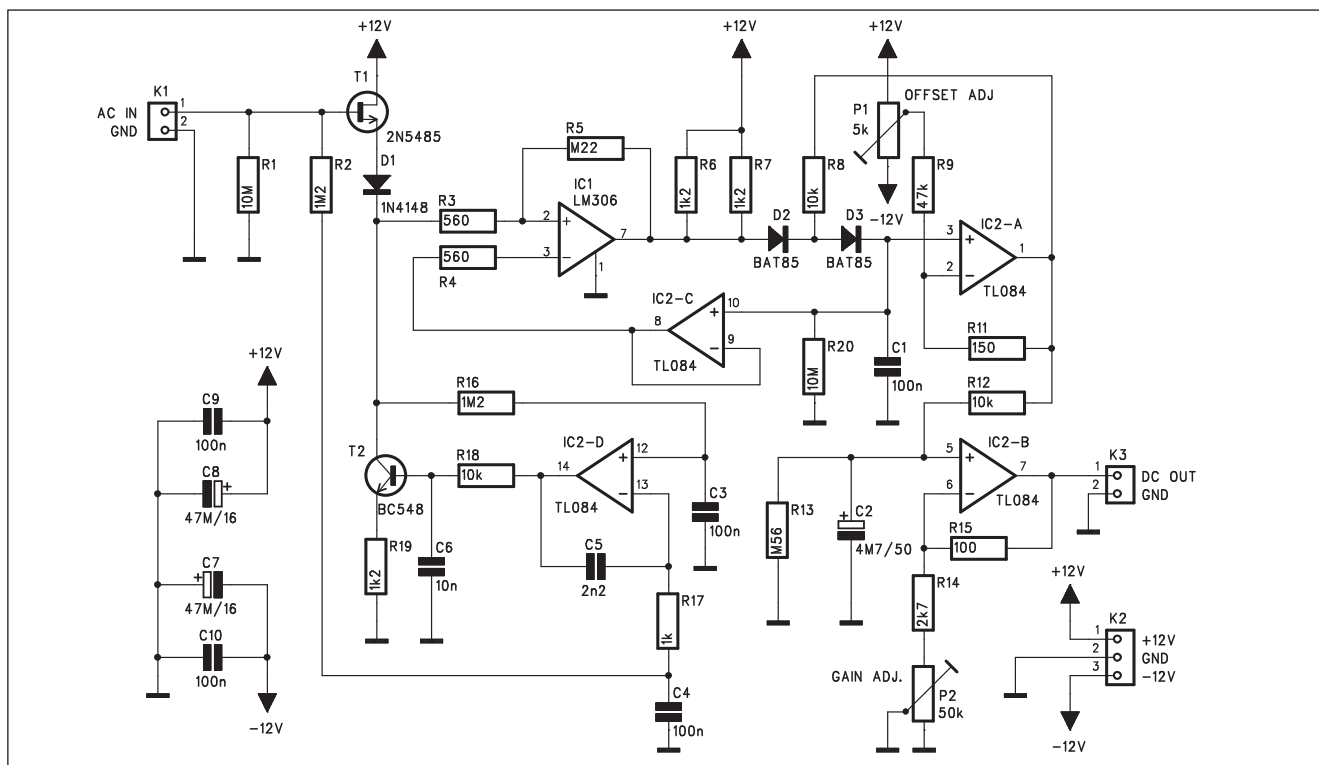 +12V
+12V
+12V
T1
K1
1
2
AC IN
GND
2N5485
R1
10M
R2
1M2
D1
1N4148
R5
M22
R3
560
560
R4
IC1
LM306
2
3
7
1
+
−
R6
1k2
R7
1k2
D2
BAT85
R8
10k
D3
BAT85
OFFSET ADJ
P1
5k
-12V
R9
47k
IC2-A
3
2
1
+
−
TL084
IC2-C
10
9
8
+
−
TL084
R20
10M
C1
100n
R11
150
R12
10k
+12V
C9
100n
C8
+
47M/16
C7
+
47M/16
C10
100n
-12V
R16
1M2
T2
BC548
R18
10k
IC2-D
14
12
13
+
−
TL084
C3
100n
R19
1k2
C6
10n
C5
2n2
R17
1k
C4
100n
R13
M56
C2
+
4M7/50
IC2-B
5
6
7
+
−
TL084
R15
100
R14
2k7
GAIN ADJ.
P2
50k
K3
1
2
DC OUT
GND
+12V
K2
1
2
3
+12V
GND
-12V
-12V